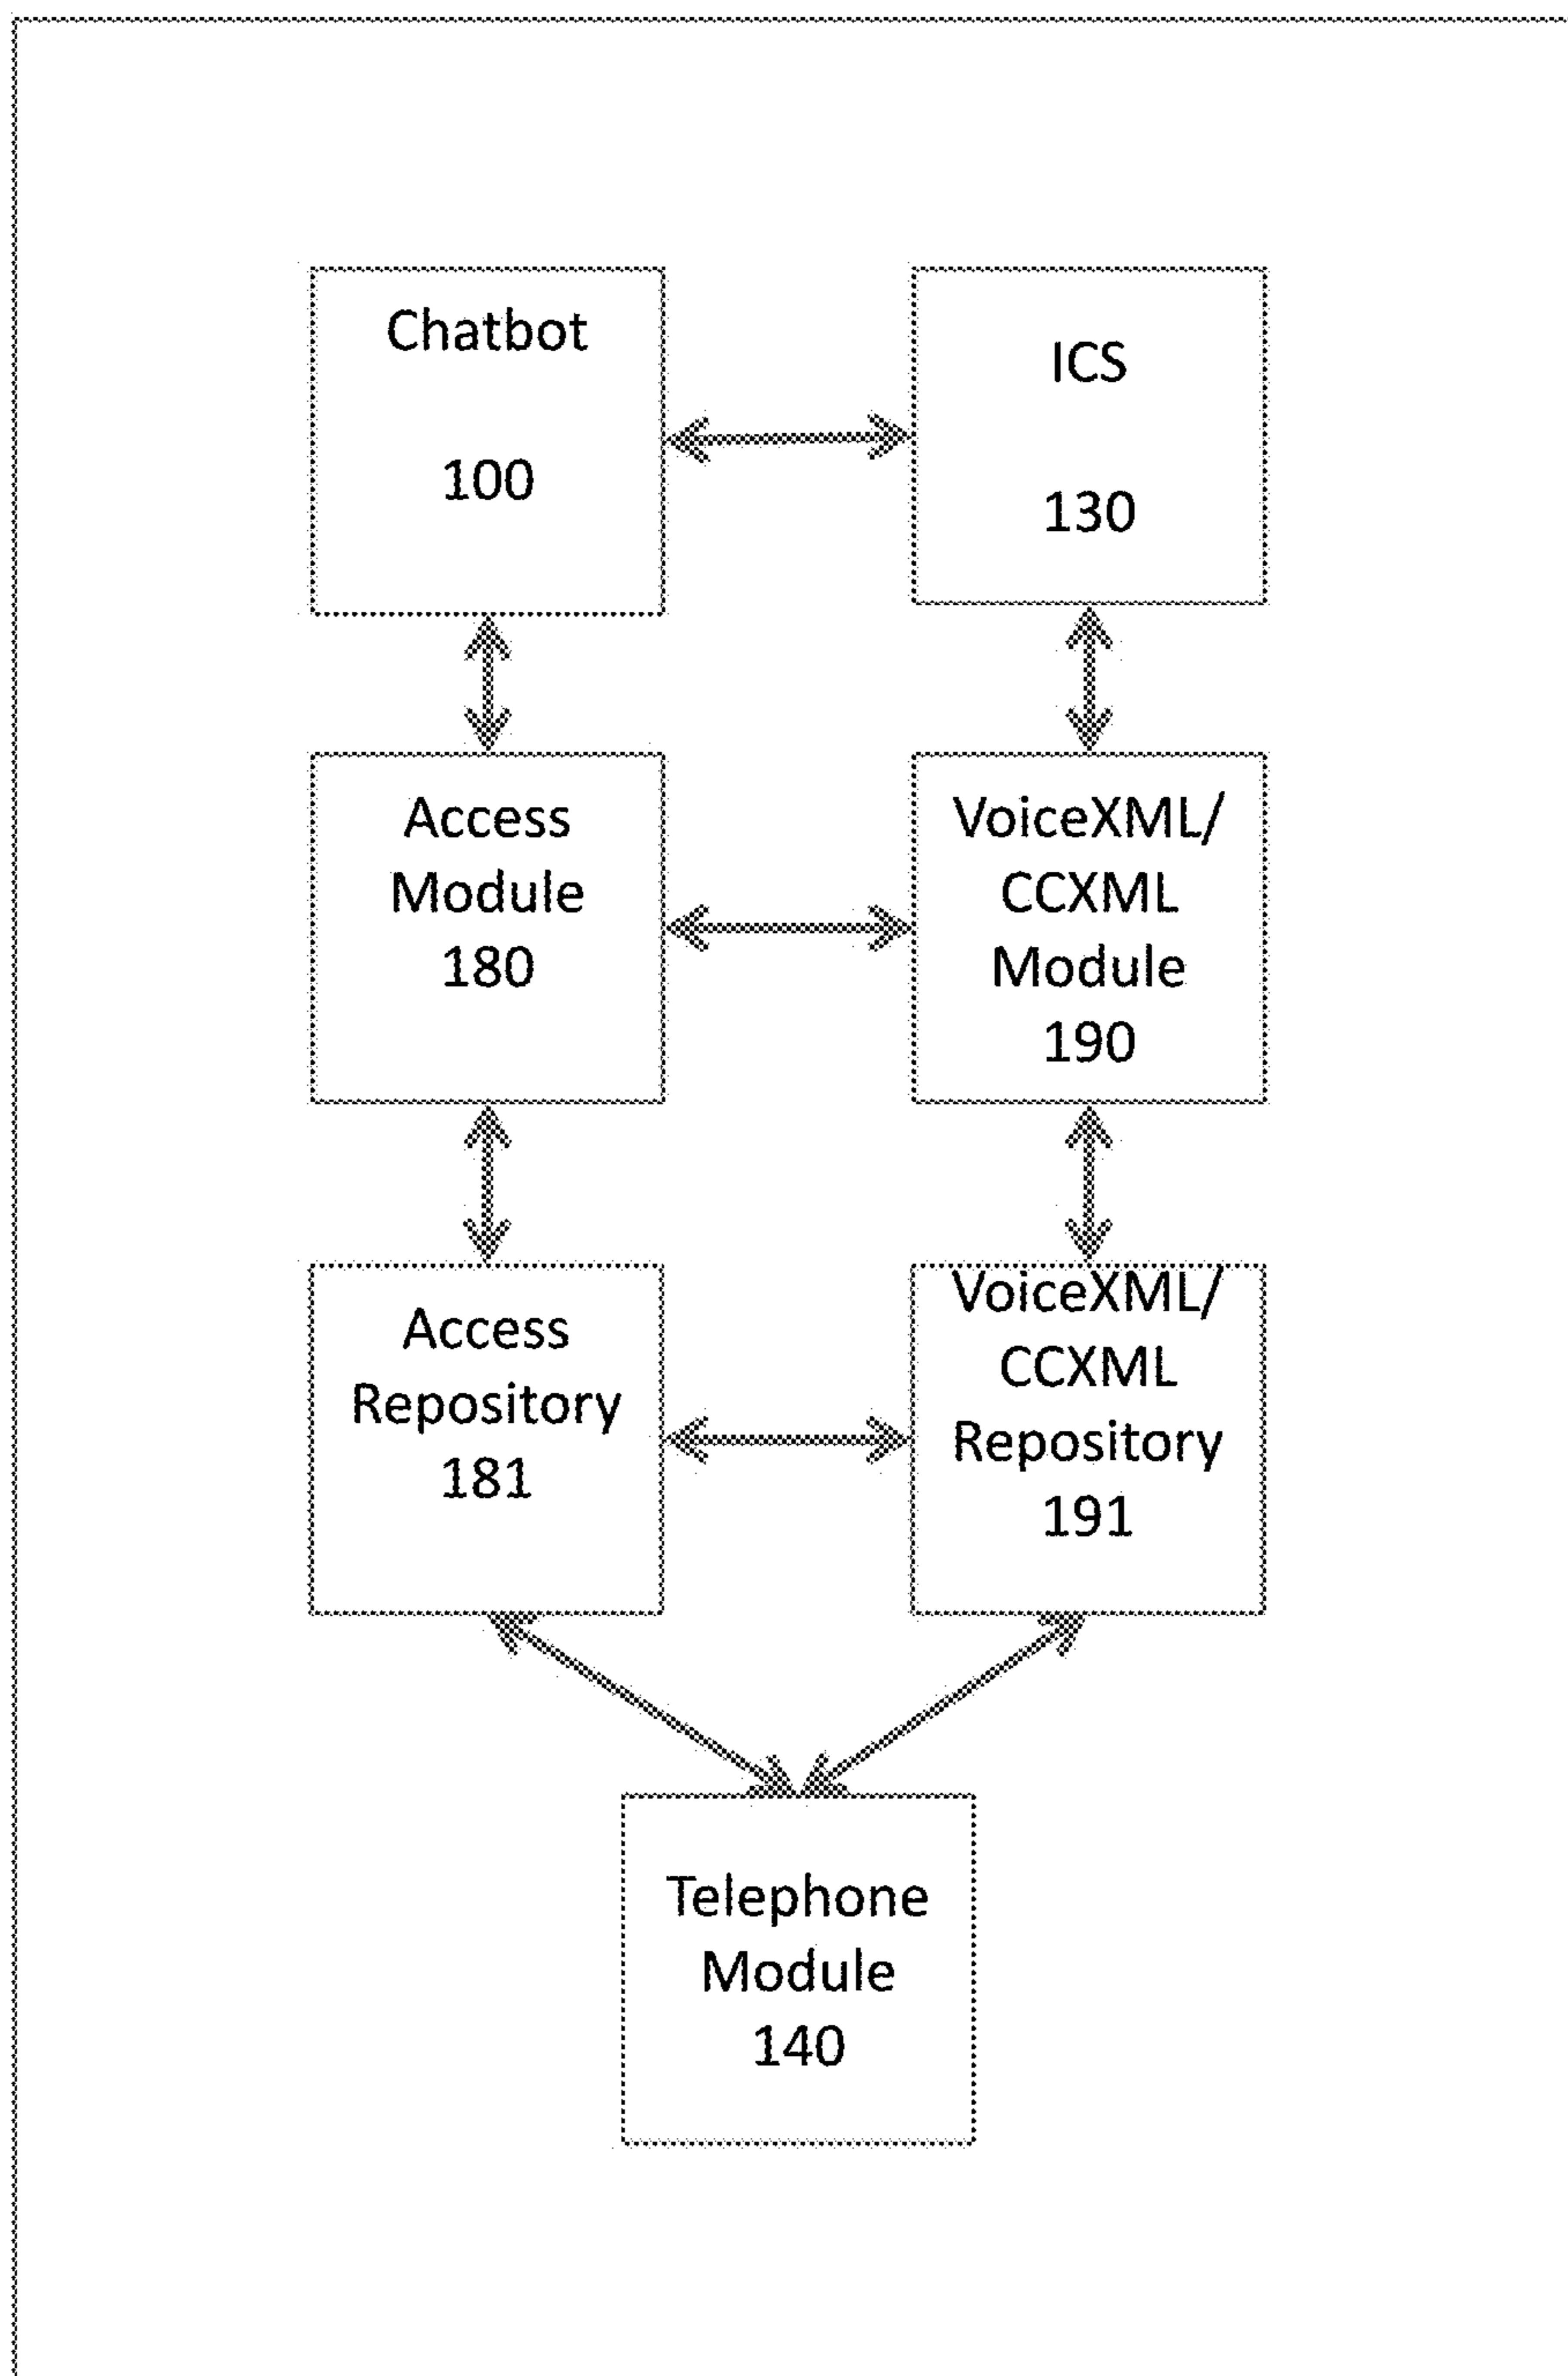 Chatbot
100
ICS
130
Access
Module
180
VoiceXML/
CCXML
Module
190
Access
Repository
181
VoiceXML/
CCXML
Repository
191
Telephone
Module
140